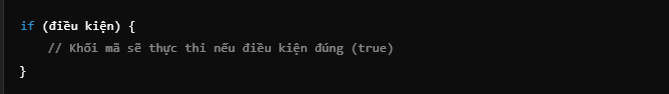 if (điều kiện) {
// Khối mã sẽ thực thi nếu điều kiện đúng (true)
}